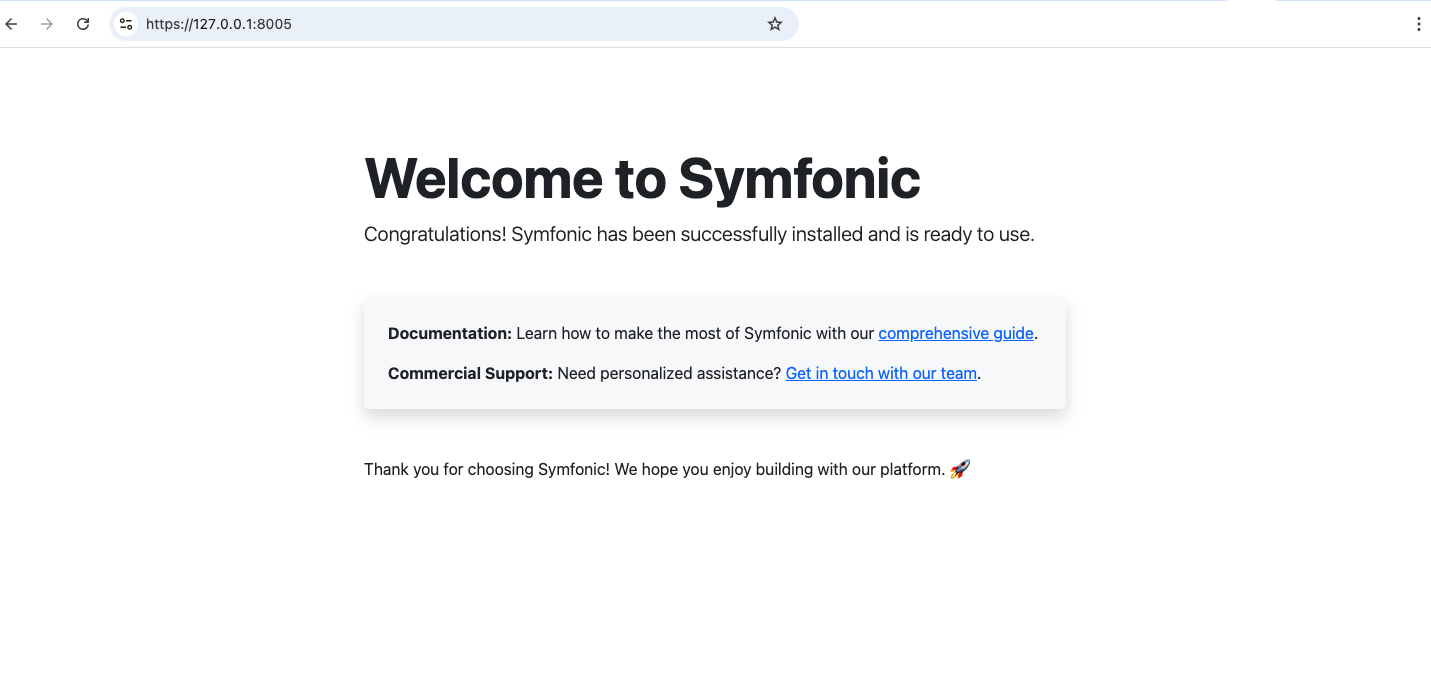 https://127.0.0.1:8005
Welcome to Symfonic
Congratulations! Symfonic has been successfully installed and is ready to use.
Documentation: Learn how to make the most of Symfonic with our comprehensive guide.
Commercial Support: Need personalized assistance? Get in touch with our team.
Thank you for choosing Symfonic! We hope you enjoy building with our platform. 🚀